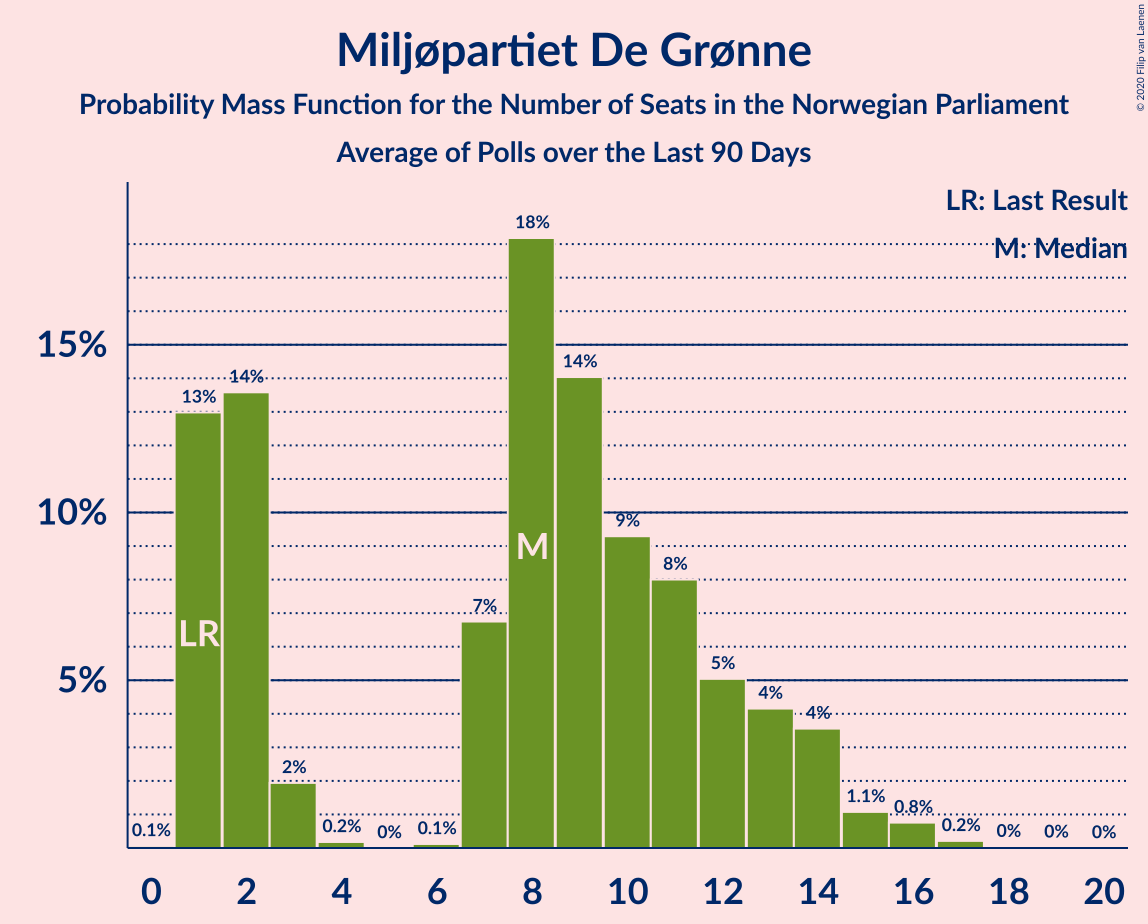 Miljøpartiet De Grønne
Probability Mass Function for the Number of Seats in the Norwegian Parliament
Average of Polls over the Last 90 Days
© 2020 Filip van Laenen
LR: Last Result
M: Median
18%
15%
14%
14%
13%
10%
9%
M
8%
7%
LR
5%
5%
4%
4%
2%
1.1%
0.8%
0.1%
0.2%
0%
0.1%
0.2%
0%
0%
0%
0 2 4 6 8 10 12 14 16 18 20